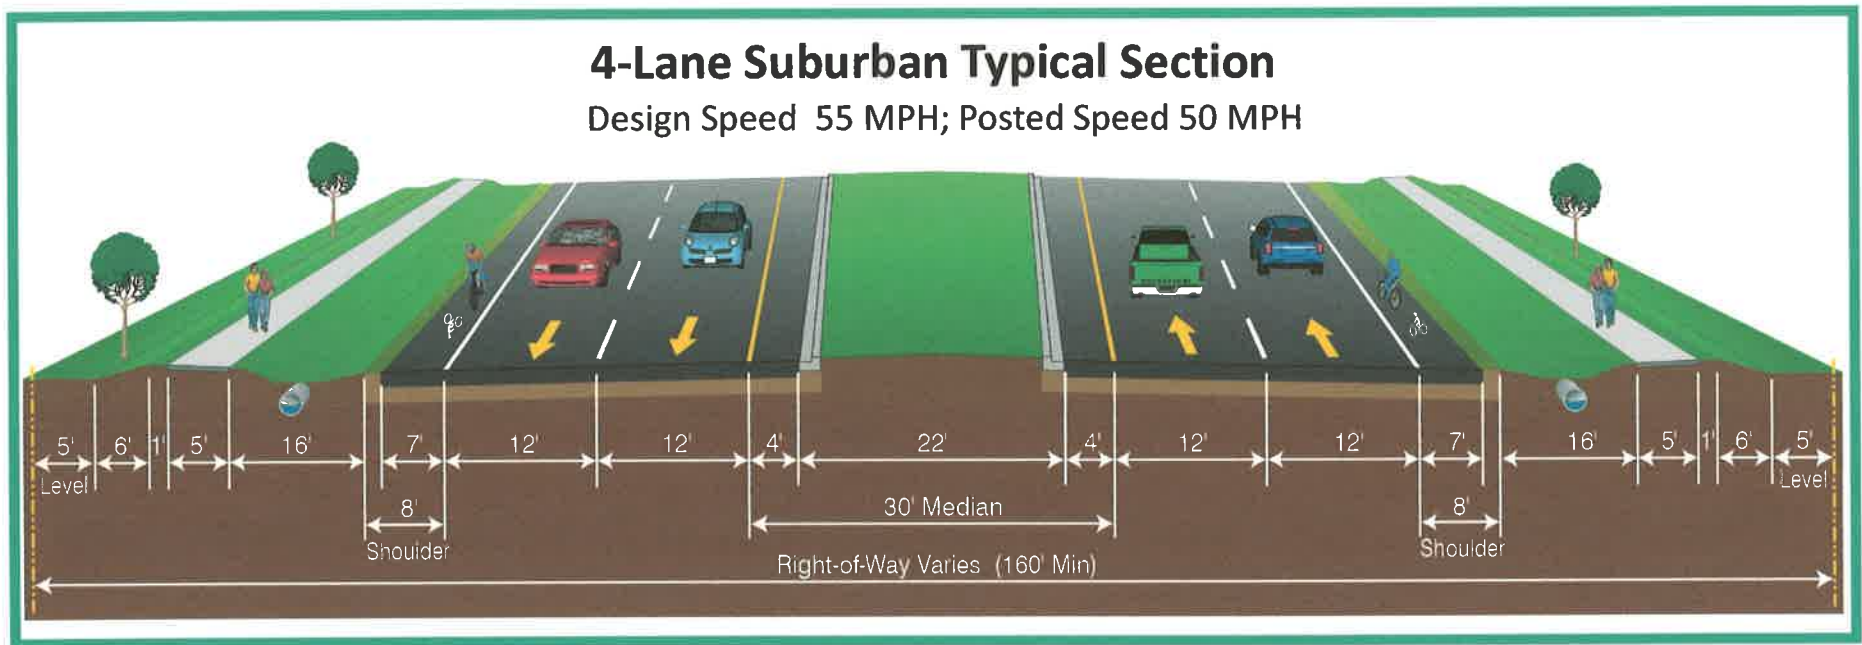 4-Lane Suburban Typical Section
Design Speed 55 MPH; Posted Speed 50 MPH
5' 6' 1' 5' 16' 7' 12' 12' 4' 22' 4' 12' 12' 7' 16' 5' 1' 6' 5'
Level Level
8' 30' Median 8'
Shoulder Shoulder
Right-of-Way Varies (160' Min)